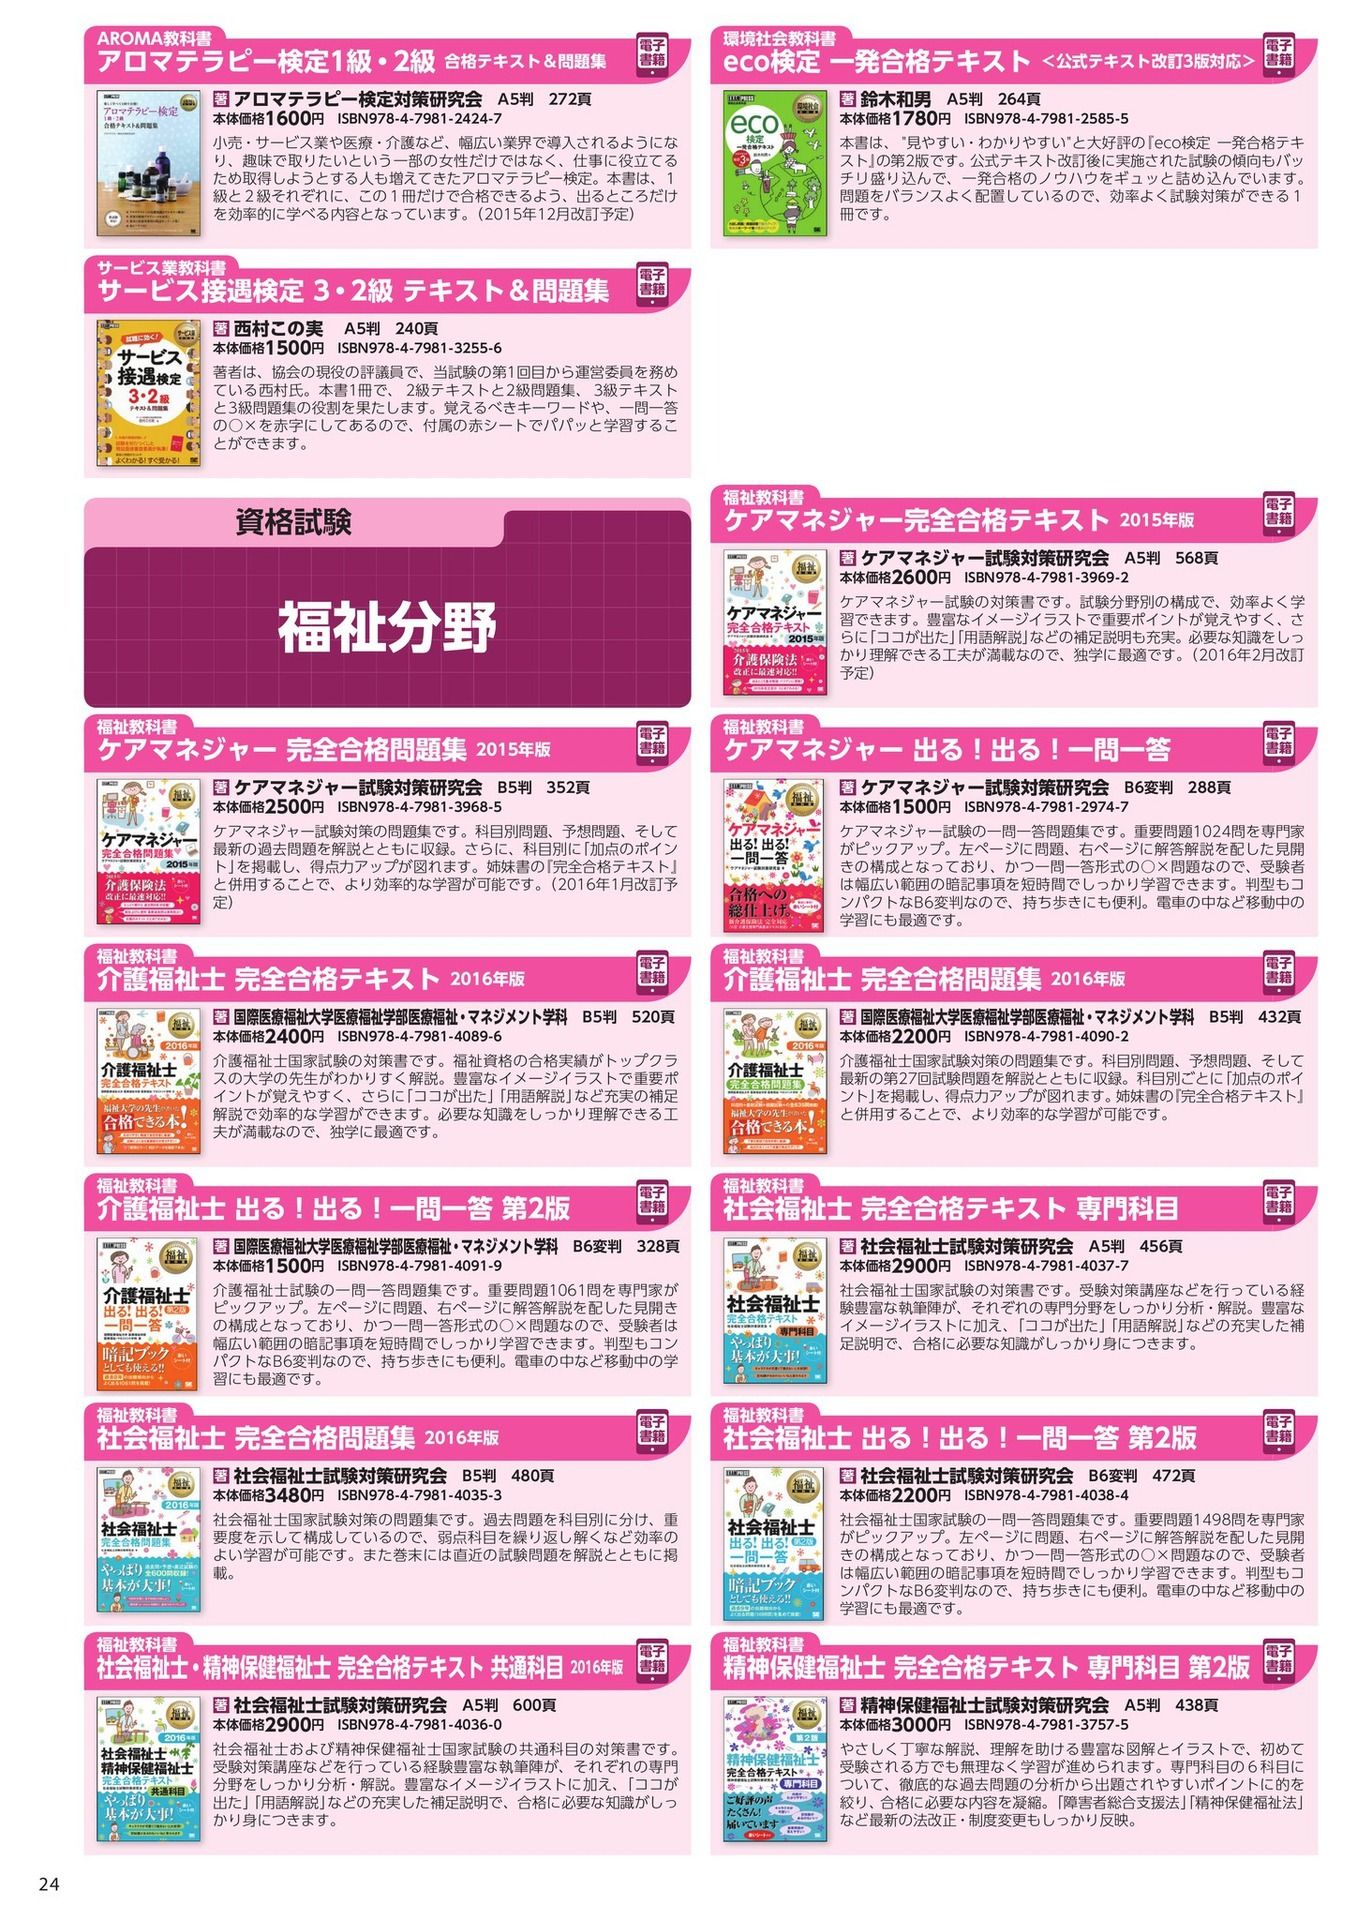 AROMA教科書
アロマテラピー検定1級・2級 合格テキスト＆問題集
電子書籍
著 アロマテラピー検定対策研究会 A5判 272頁
本体価格1600円 ISBN978-4-7981-2424-7
小売・サービス業や医療・介護など、幅広い業界で導入されるようにな
り、趣味で取りたいという一部の女性だけではなく、仕事に役立てる
ため取得しようとする人も増えてきたアロマテラピー検定。本書は、1
級と2級それぞれに、この1冊だけで合格できるよう、出るところだけ
を効率的に学べる内容となっています。（2015年12月改訂予定）
環境社会教科書
eco検定 一発合格テキスト ＜公式テキスト改訂3版対応＞
電子書籍
著 鈴木和男 A5判 264頁
本体価格1780円 ISBN978-4-7981-2585-5
本書は、"見やすい・わかりやすい"と大好評の『eco検定 一発合格テキ
スト』の第2版です。公式テキスト改訂後に実施された試験の傾向もバッ
チリ盛り込んで、一発合格のノウハウをギュッと詰め込んでいます。
問題をバランスよく配置しているので、効率よく試験対策ができる1
冊です。
サービス業教科書
サービス接遇検定 3・2級 テキスト＆問題集
電子書籍
著 西村この実 A5判 240頁
本体価格1500円 ISBN978-4-7981-3255-6
著者は、協会の現役の評議員で、当試験の第1回目から運営委員を務め
ている西村氏。本書1冊で、2級テキストと2級問題集、3級テキスト
と3級問題集の役割を果たします。覚えるべきキーワードや、一問一答
の○×を赤字にしてあるので、付属の赤シートでパパッと学習するこ
とができます。
資格試験
福祉分野
福祉教科書
ケアマネジャー完全合格テキスト 2015年版
電子書籍
著 ケアマネジャー試験対策研究会 A5判 568頁
本体価格2600円 ISBN978-4-7981-3969-2
ケアマネジャー試験の対策書です。試験分野別の構成で、効率よく学
習できます。豊富なイメージイラストで重要ポイントが覚えやすく、さ
らに「ココが出た」「用語解説」などの補足説明も充実。必要な知識をしっ
かり理解できる工夫が満載なので、独学に最適です。（2016年2月改訂
予定）
福祉教科書
ケアマネジャー 完全合格問題集 2015年版
電子書籍
著 ケアマネジャー試験対策研究会 B5判 352頁
本体価格2500円 ISBN978-4-7981-3968-5
ケアマネジャー試験対策の問題集です。科目別問題、予想問題、そして
最新の過去問題を解説とともに収録。さらに、科目別に「加点のポイン
ト」を掲載し、得点力アップが図れます。姉妹書の『完全合格テキスト』
と併用することで、より効率的な学習が可能です。（2016年1月改訂予
定）
福祉教科書
ケアマネジャー 出る！出る！一問一答
電子書籍
著 ケアマネジャー試験対策研究会 B6変判 288頁
本体価格1500円 ISBN978-4-7981-2974-7
ケアマネジャー試験の一問一答問題集です。重要問題1024問を専門家
がピックアップ。左ページに問題、右ページに解答解説を配した見開
きの構成となっており、かつ一問一答形式の○×問題なので、受験者
は幅広い範囲の暗記事項を短時間でしっかり学習できます。判型もコ
ンパクトなB6変判なので、持ち歩きにも便利。電車の中など移動中の
学習にも最適です。
福祉教科書
介護福祉士 完全合格テキスト 2016年版
電子書籍
著 国際医療福祉大学医療福祉学部医療福祉・マネジメント学科 B5判 520頁
本体価格2400円 ISBN978-4-7981-4089-6
介護福祉士国家試験の対策書です。福祉資格の合格実績がトップクラ
スの大学の先生がわかりすく解説。豊富なイメージイラストで重要ポ
イントが覚えやすく、さらに「ココが出た」「用語解説」など充実の補足
解説で効率的な学習ができます。必要な知識をしっかり理解できる工
夫が満載なので、独学に最適です。
福祉教科書
介護福祉士 完全合格問題集 2016年版
電子書籍
著 国際医療福祉大学医療福祉学部医療福祉・マネジメント学科 B5判 432頁
本体価格2200円 ISBN978-4-7981-4090-2
介護福祉士国家試験対策の問題集です。科目別問題、予想問題、そして
最新の第27回試験問題を解説とともに収録。科目別ごとに「加点のポイ
ント」を掲載し、得点力アップが図れます。姉妹書の『完全合格テキスト』
と併用することで、より効率的な学習が可能です。
福祉教科書
介護福祉士 出る！出る！一問一答 第2版
電子書籍
著 国際医療福祉大学医療福祉学部医療福祉・マネジメント学科 B6変判 328頁
本体価格1500円 ISBN978-4-7981-4091-9
介護福祉士試験の一問一答問題集です。重要問題1061問を専門家が
ピックアップ。左ページに問題、右ページに解答解説を配した見開き
の構成となっており、かつ一問一答形式の○×問題なので、受験者は
幅広い範囲の暗記事項を短時間でしっかり学習できます。判型もコン
パクトなB6変判なので、持ち歩きにも便利。電車の中など移動中の学
習にも最適です。
福祉教科書
社会福祉士 完全合格テキスト 専門科目
電子書籍
著 社会福祉士試験対策研究会 A5判 456頁
本体価格2900円 ISBN978-4-7981-4037-7
社会福祉士国家試験の対策書です。受験対策講座などを行っている経
験豊富な執筆陣が、それぞれの専門分野をしっかり分析・解説。豊富な
イメージイラストに加え、「ココが出た」「用語解説」などの充実した補
足説明で、合格に必要な知識がしっかり身につきます。
福祉教科書
社会福祉士 完全合格問題集 2016年版
電子書籍
著 社会福祉士試験対策研究会 B5判 480頁
本体価格3480円 ISBN978-4-7981-4035-3
社会福祉士国家試験対策の問題集です。過去問題を科目別に分け、重
要度を示して構成しているので、弱点科目を繰り返し解くなど効率の
よい学習が可能です。また巻末には直近の試験問題を解説とともに掲
載。
福祉教科書
社会福祉士 出る！出る！一問一答 第2版
電子書籍
著 社会福祉士試験対策研究会 B6変判 472頁
本体価格2200円 ISBN978-4-7981-4038-4
社会福祉士国家試験の一問一答問題集です。重要問題1498問を専門家
がピックアップ。左ページに問題、右ページに解答解説を配した見開
きの構成となっており、かつ一問一答形式の○×問題なので、受験者
は幅広い範囲の暗記事項を短時間でしっかり学習できます。判型もコ
ンパクトなB6変判なので、持ち歩きにも便利。電車の中など移動中の
学習にも最適です。
福祉教科書
社会福祉士・精神保健福祉士 完全合格テキスト 共通科目 2016年版
電子書籍
著 社会福祉士試験対策研究会 A5判 600頁
本体価格2900円 ISBN978-4-7981-4036-0
社会福祉士および精神保健福祉士国家試験の共通科目の対策書です。
受験対策講座などを行っている経験豊富な執筆陣が、それぞれの専門
分野をしっかり分析・解説。豊富なイメージイラストに加え、「ココが
出た」「用語解説」などの充実した補足説明で、合格に必要な知識がしっ
かり身につきます。
福祉教科書
精神保健福祉士 完全合格テキスト 専門科目 第2版
電子書籍
著 精神保健福祉士試験対策研究会 A5判 438頁
本体価格3000円 ISBN978-4-7981-3757-5
やさしく丁寧な解説、理解を助ける豊富な図解とイラストで、初めて
受験される方でも無理なく学習が進められます。専門科目の6科目に
ついて、徹底的な過去問題の分析から出題されやすいポイントに的を
絞り、合格に必要な内容を凝縮。「障害者総合支援法」「精神保健福祉法」
など最新の法改正・制度変更もしっかり反映。
24